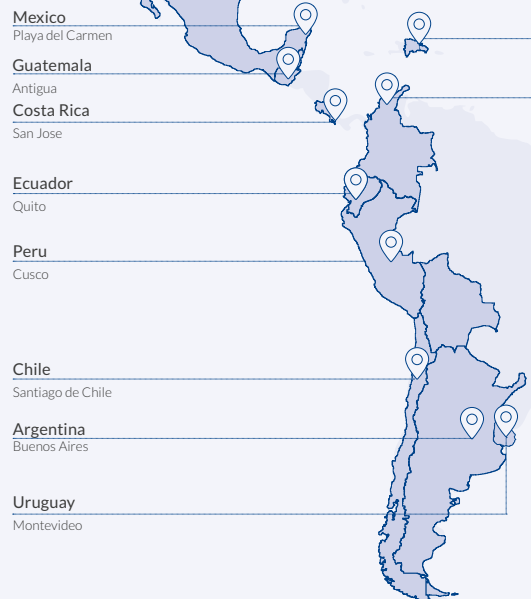 Mexico
Playa del Carmen
Guatemala
Antigua
Costa Rica
San Jose
Ecuador
Quito
Peru
Cusco
Chile
Santiago de Chile
Argentina
Buenos Aires
Uruguay
Montevideo